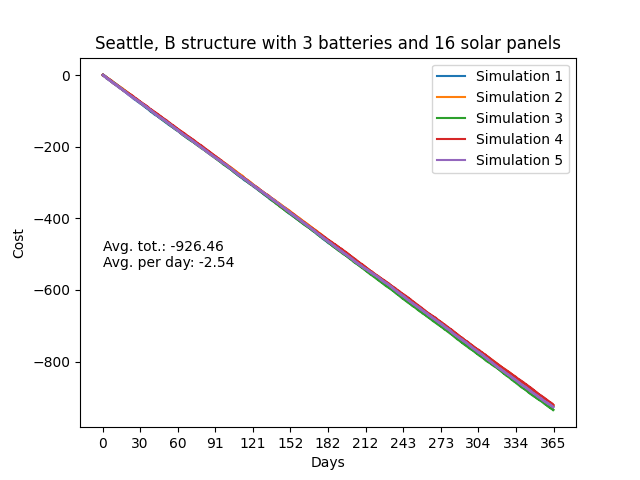 Seattle, B structure with 3 batteries and 16 solar panels
Simulation 1
Simulation 2
Simulation 3
Simulation 4
Simulation 5
0
−200
−400
−600
−800
Cost
Avg. tot.: -926.46
Avg. per day: -2.54
0 30 60 91 121 152 182 212 243 273 304 334 365
Days